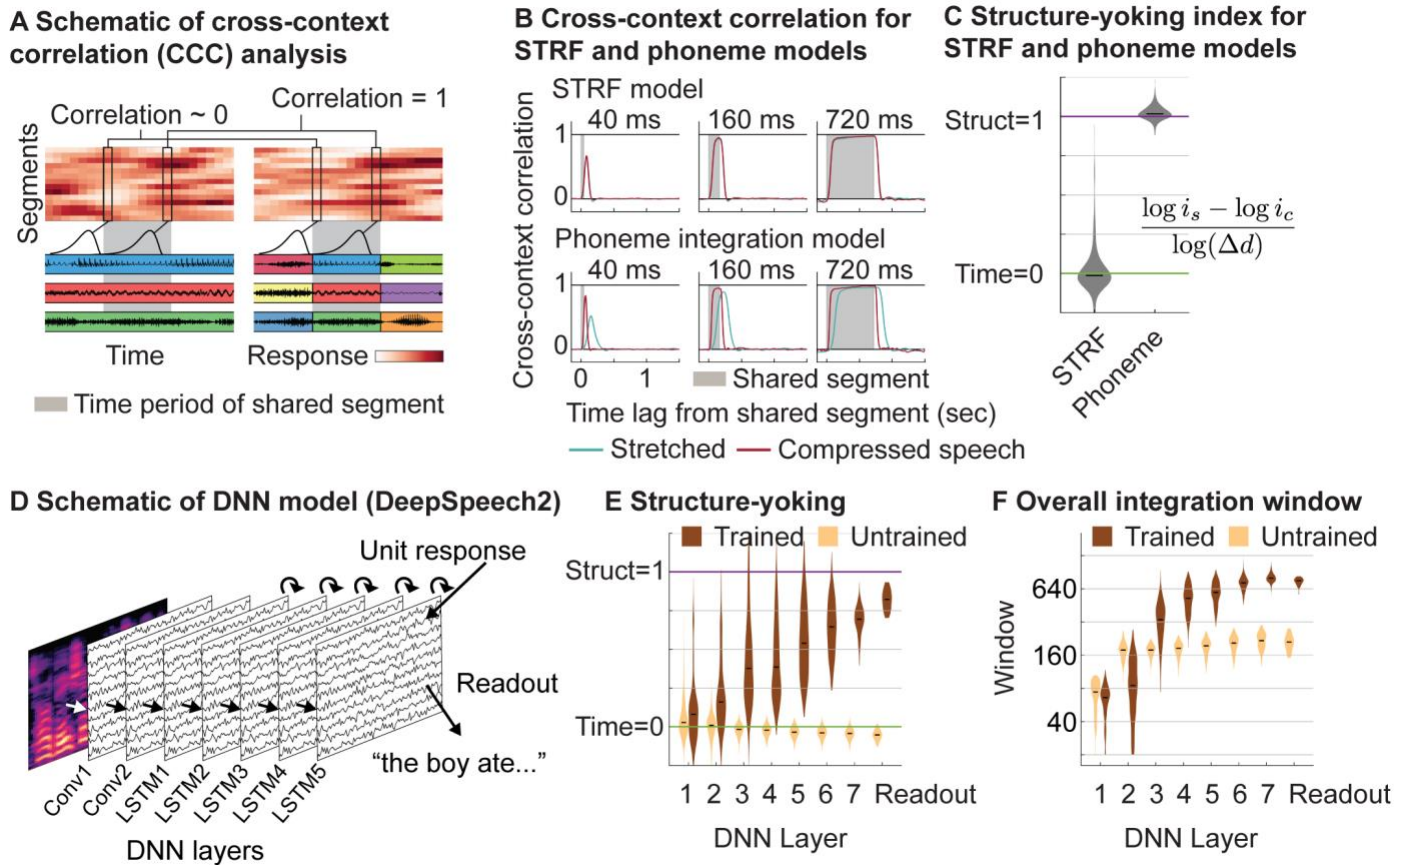 A Schematic of cross-context
correlation (CCC) analysis
Correlation ~ 0
Correlation = 1
Segments
Time
Response
Time period of shared segment
B Cross-context correlation for
STRF and phoneme models
STRF model
40 ms
160 ms
720 ms
1
0
Phoneme integration model
40 ms
160 ms
720 ms
1
0
Cross-context correlation
0
1
Shared segment
Time lag from shared segment (sec)
Stretched
Compressed speech
C Structure-yoking index for
STRF and phoneme models
Struct=1
Time=0
log i_s − log i_c
log(Δd)
STRF
Phoneme
D Schematic of DNN model (DeepSpeech2)
Unit response
Readout
“the boy ate...”
Conv1
Conv2
LSTM1
LSTM2
LSTM3
LSTM4
LSTM5
DNN layers
E Structure-yoking
Trained
Untrained
Struct=1
Time=0
1 2 3 4 5 6 7 Readout
DNN Layer
F Overall integration window
Trained
Untrained
Window
640
160
40
1 2 3 4 5 6 7 Readout
DNN Layer